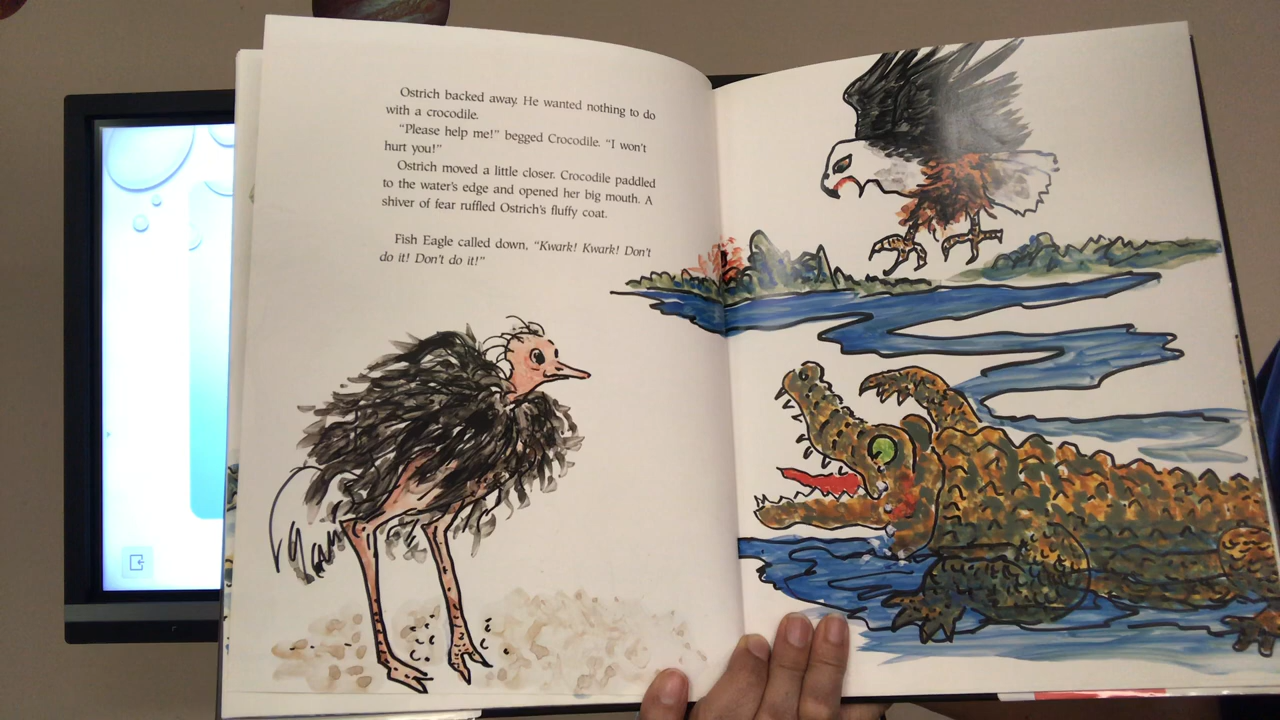 Ostrich backed away. He wanted nothing to do
with a crocodile.
"Please help me!" begged Crocodile. "I won't
hurt you!"
Ostrich moved a little closer. Crocodile paddled
to the water's edge and opened her big mouth. A
shiver of fear ruffled Ostrich's fluffy coat.
Fish Eagle called down, "Kwark! Kwark! Don't
do it! Don't do it!"